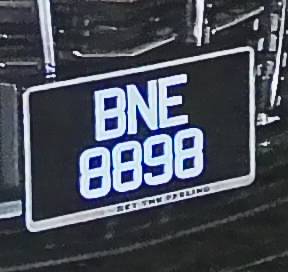 BNE
8898
GET THE FEELING